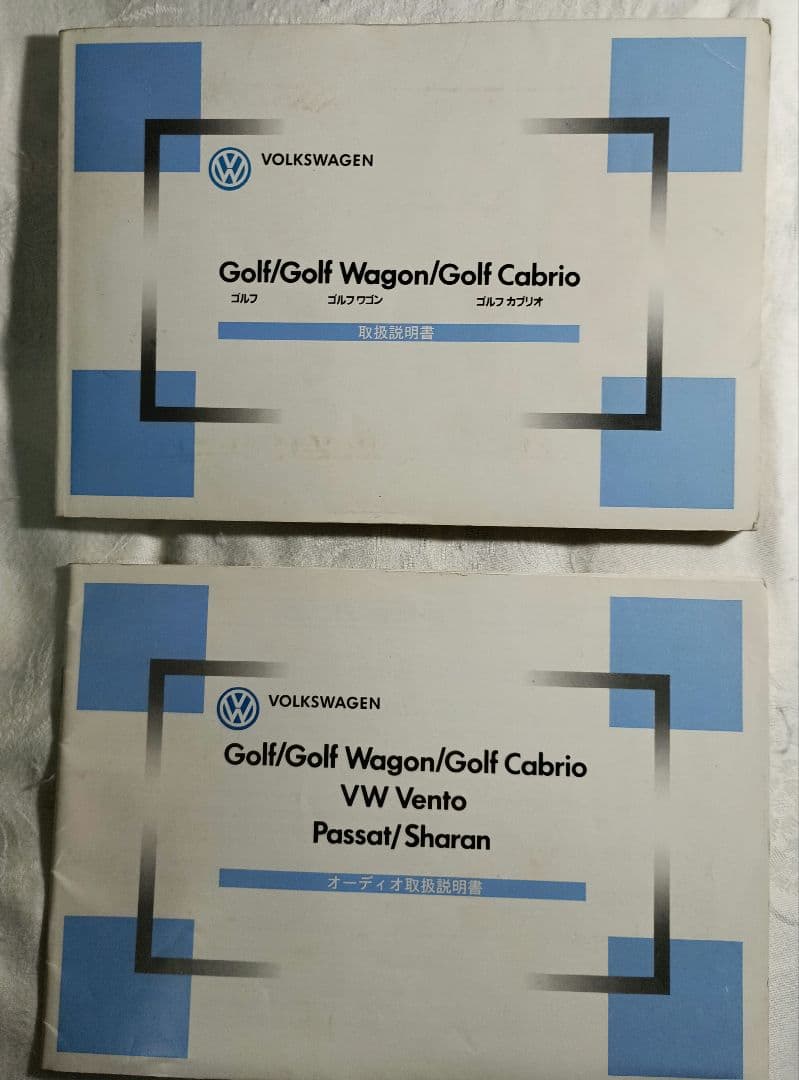 VOLKSWAGEN
Golf/Golf Wagon/Golf Cabrio
ゴルフ ゴルフワゴン ゴルフ カブリオ
取扱説明書
VOLKSWAGEN
Golf/Golf Wagon/Golf Cabrio
VW Vento
Passat/Sharan
オーディオ取扱説明書